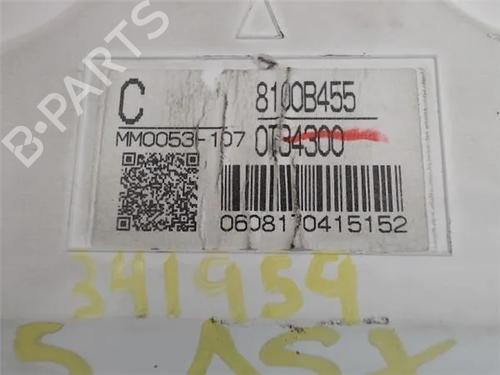 B-PARTS
C 8100B455
MM0053-107 0T34300
0608170415152
341959
S ASX